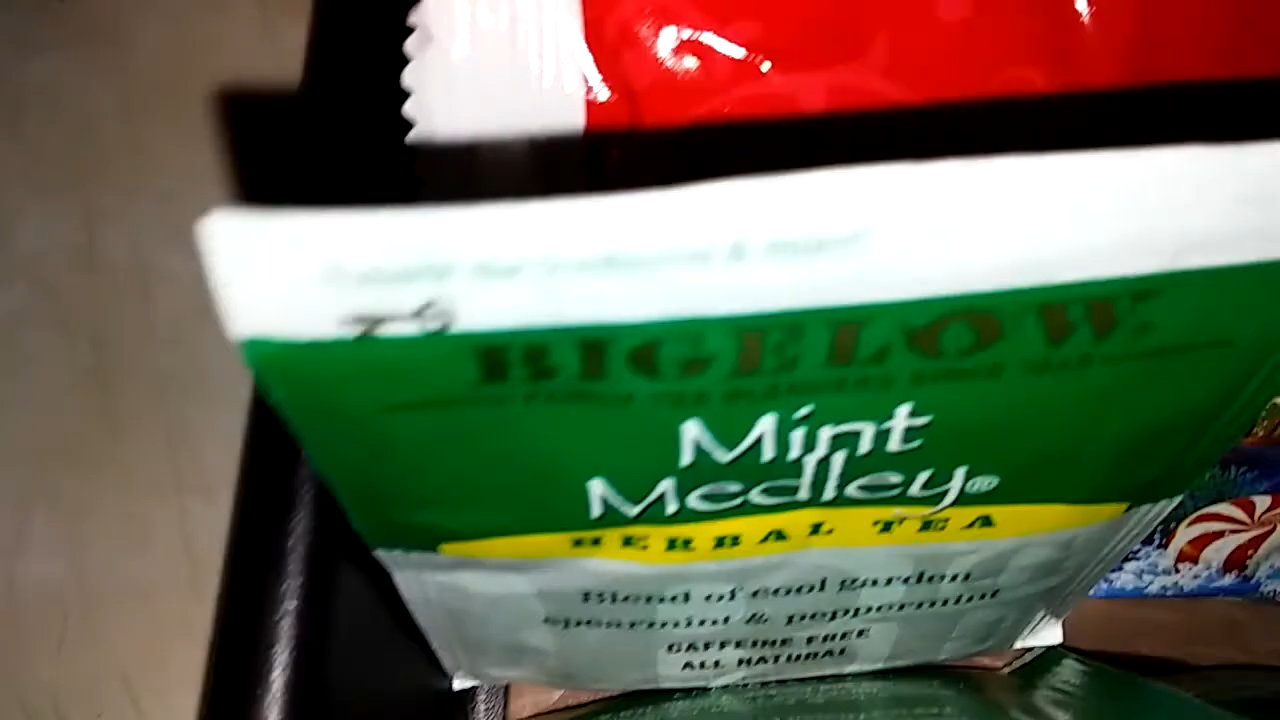 BIGELOW
Mint
Medley®
HERBAL TEA
Blend of cool garden
spearmint & peppermint
CAFFEINE FREE
ALL NATURAL